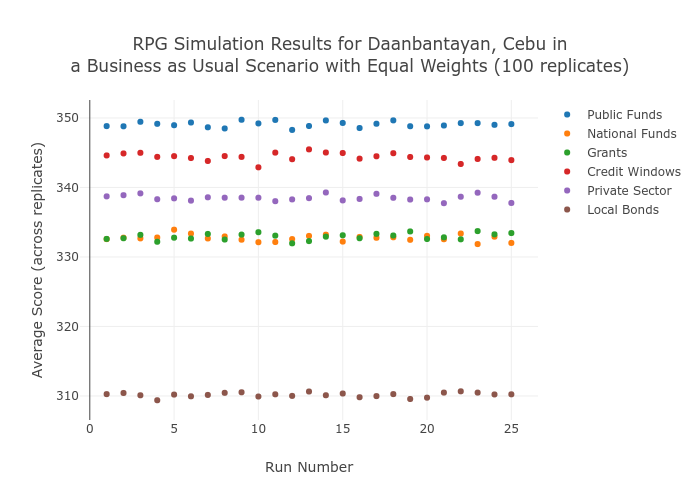 RPG Simulation Results for Daanbantayan, Cebu in
a Business as Usual Scenario with Equal Weights (100 replicates)
Public Funds
National Funds
Grants
Credit Windows
Private Sector
Local Bonds
Average Score (across replicates)
350
340
330
320
310
0
5
10
15
20
25
Run Number